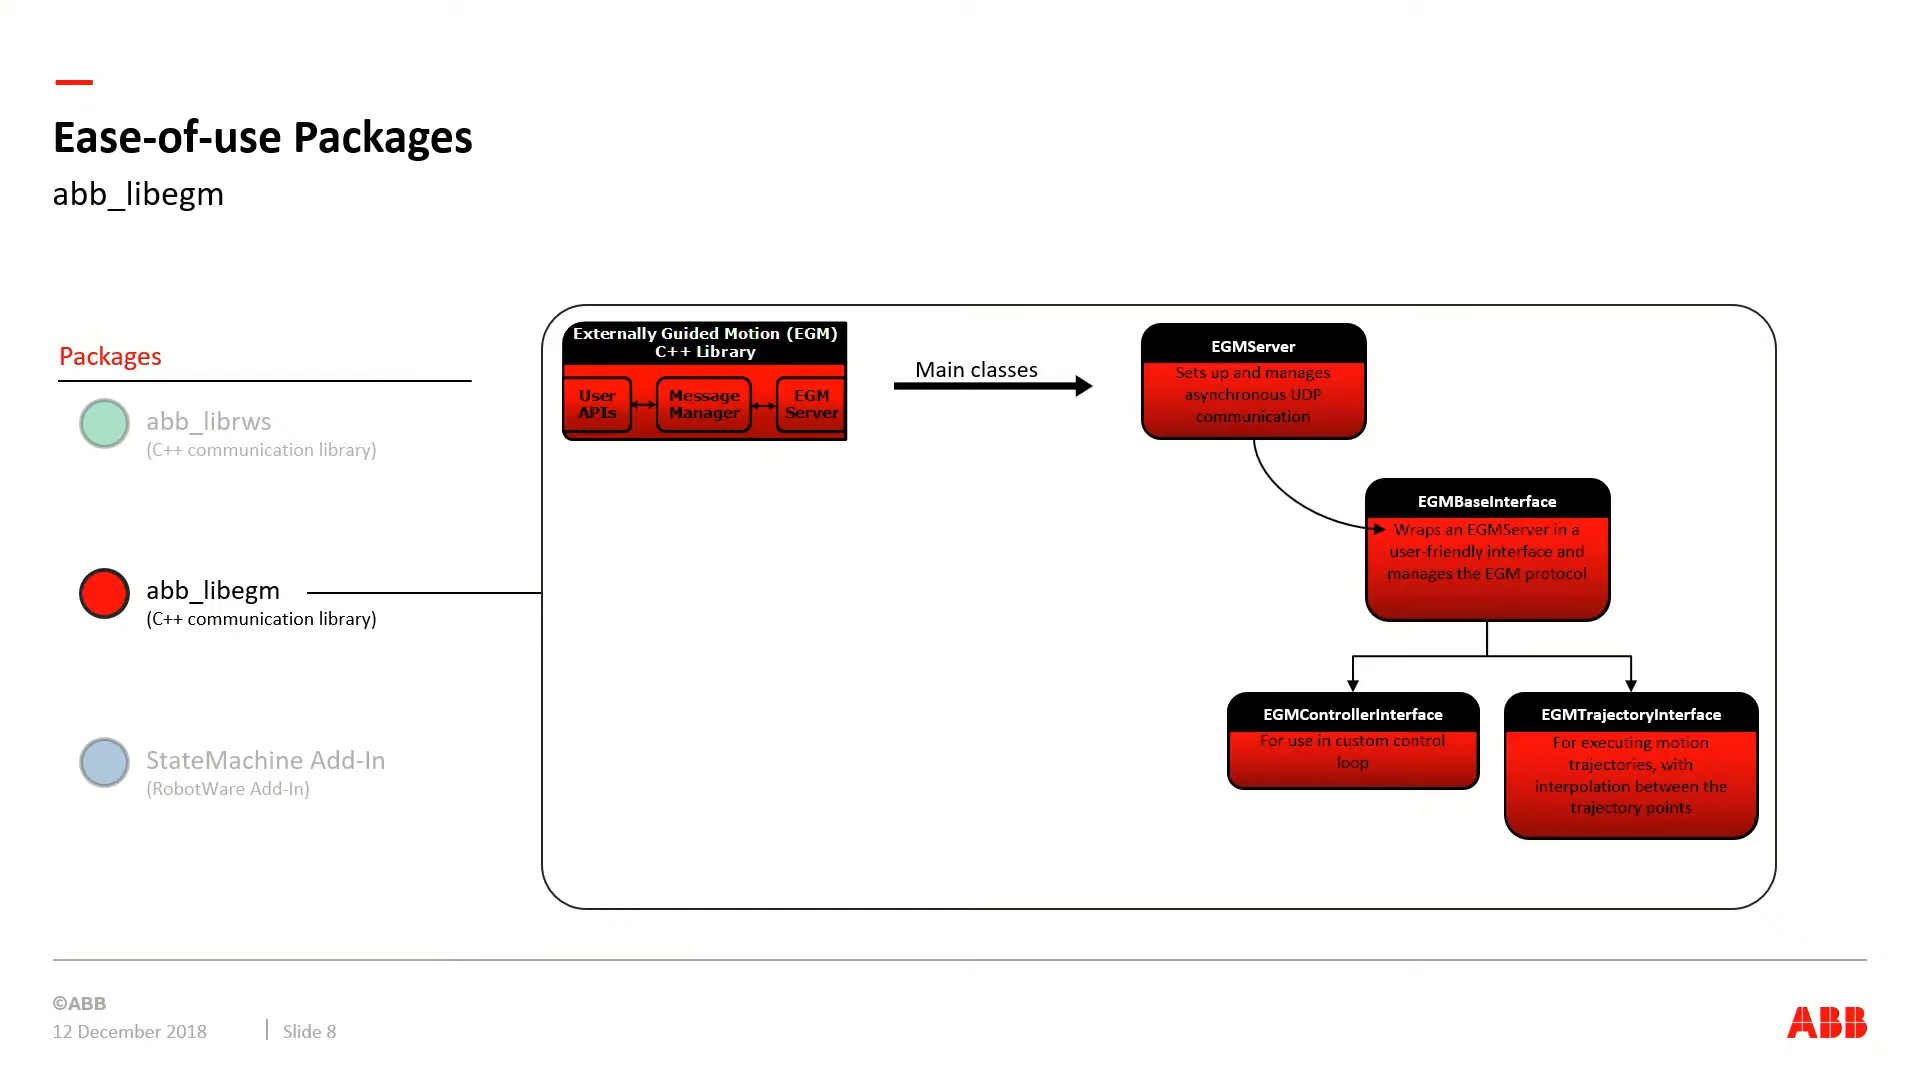 Ease-of-use Packages
abb_libegm
Packages
abb_librws
(C++ communication library)
abb_libegm
(C++ communication library)
StateMachine Add-In
(RobotWare Add-In)
Externally Guided Motion (EGM)
C++ Library
User
APIs
Message
Manager
EGM
Server
Main classes
EGMServer
Sets up and manages
asynchronous UDP
communication
EGMBaseInterface
Wraps an EGMServer in a
user-friendly interface and
manages the EGM protocol
EGMControllerInterface
For use in custom control
loop
EGMTrajectoryInterface
For executing motion
trajectories, with
interpolation between the
trajectory points
©ABB
12 December 2018
Slide 8
ABB